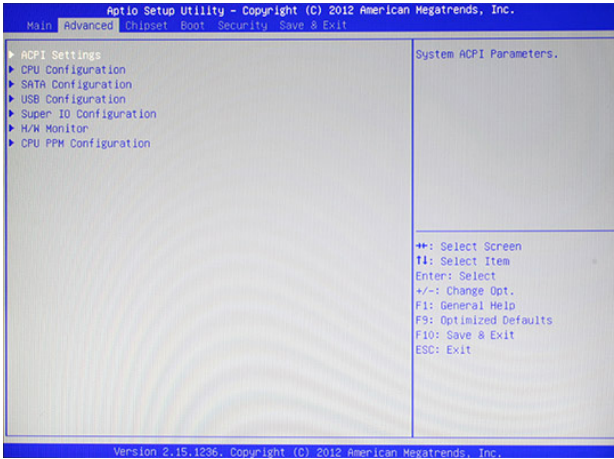 Aptio Setup Utility – Copyright (C) 2012 American Megatrends, Inc.
Main Advanced Chipset Boot Security Save & Exit
ACPI Settings
CPU Configuration
SATA Configuration
USB Configuration
Super IO Configuration
H/W Monitor
CPU PPM Configuration
System ACPI Parameters.
→←: Select Screen
↑↓: Select Item
Enter: Select
+/-: Change Opt.
F1: General Help
F9: Optimized Defaults
F10: Save & Exit
ESC: Exit
Version 2.15.1236. Copyright (C) 2012 American Megatrends, Inc.